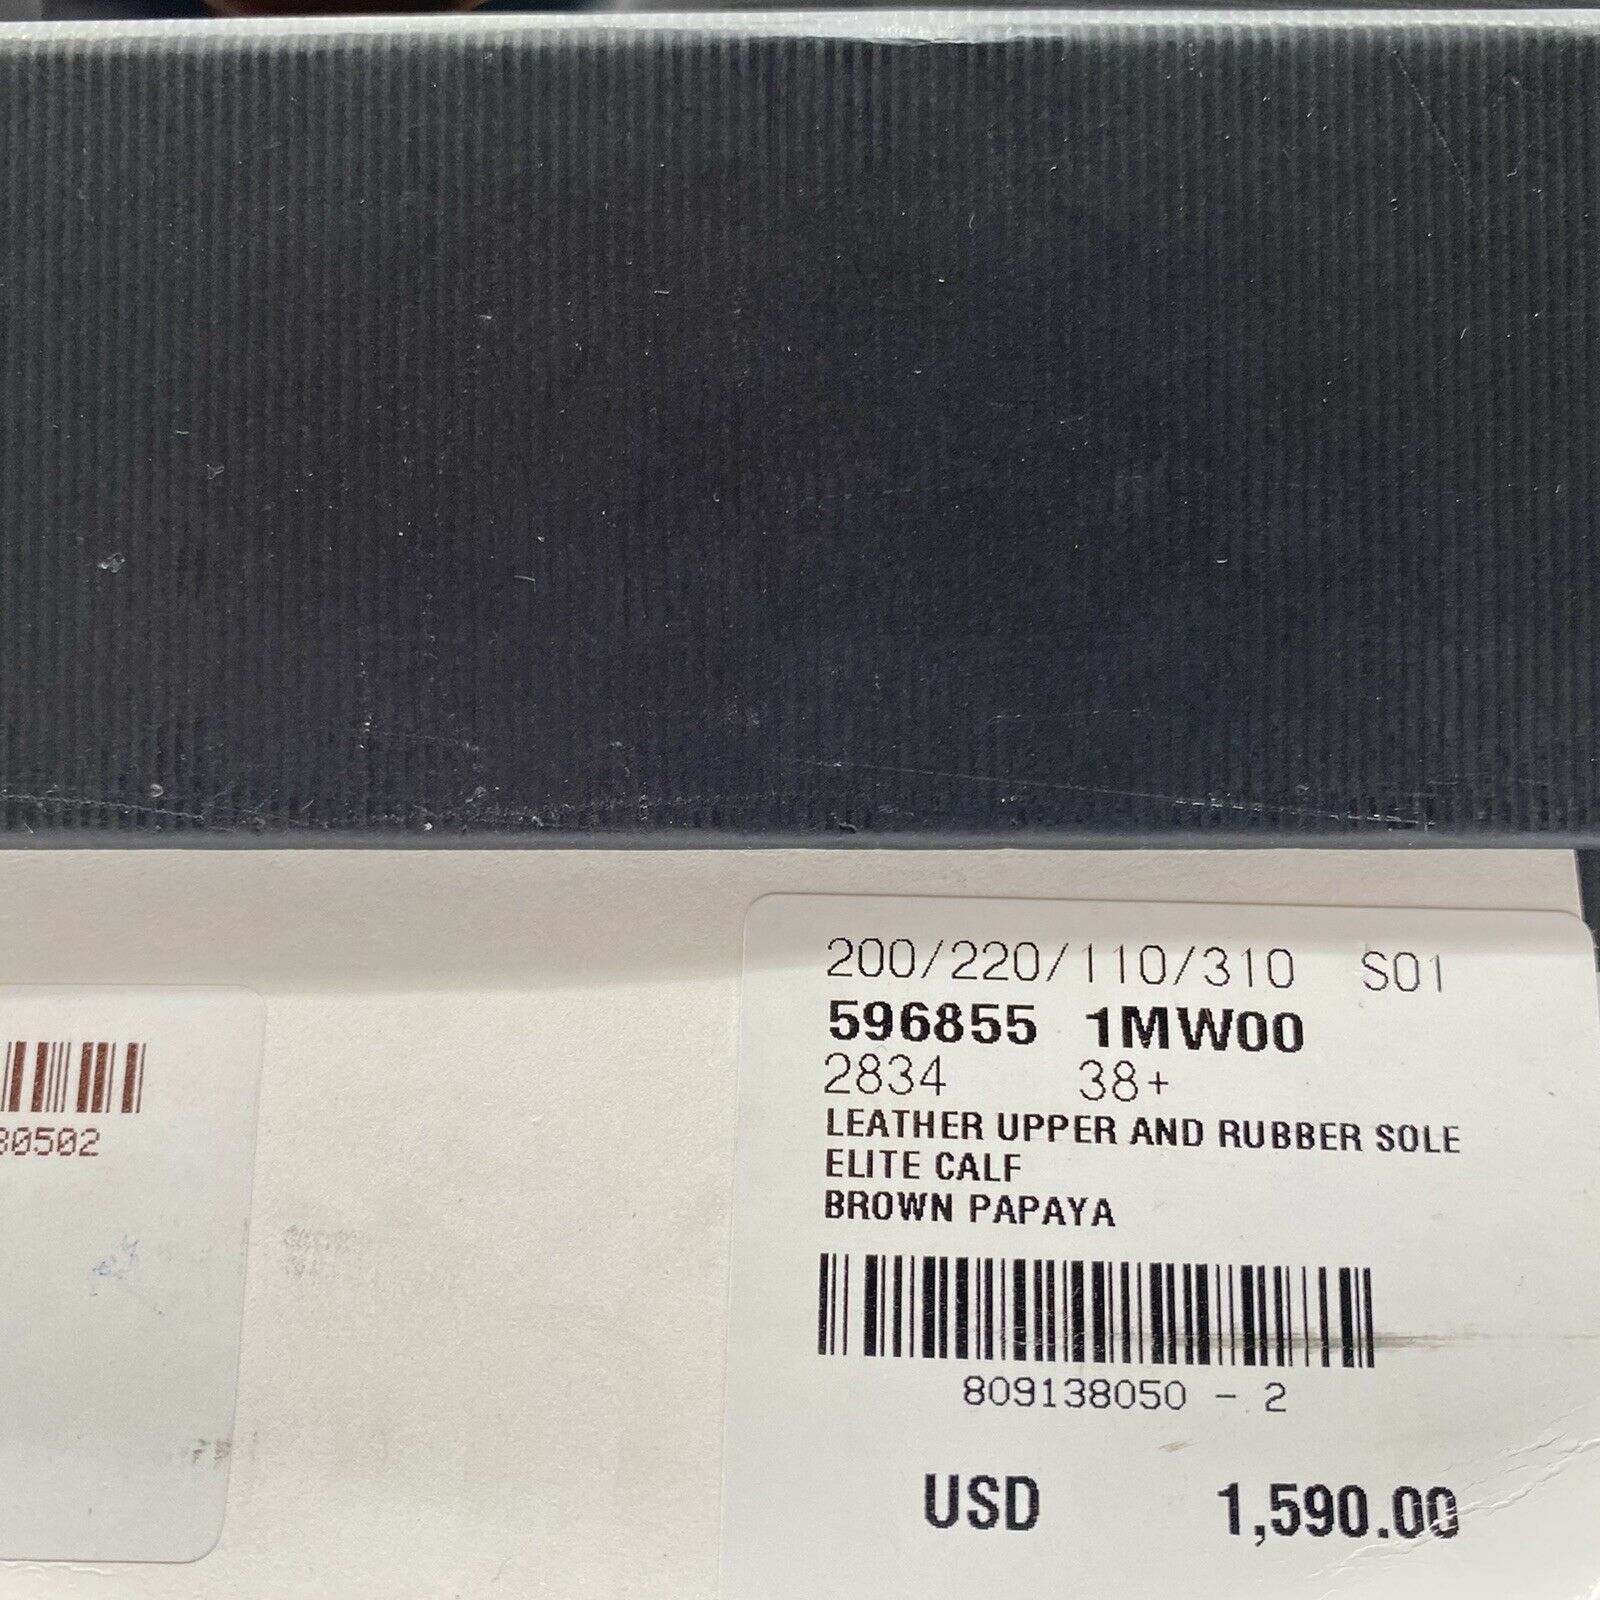 200/220/110/310 S01
596855 1MW00
2834 38+
LEATHER UPPER AND RUBBER SOLE
ELITE CALF
BROWN PAPAYA
809138050 - 2
USD 1,590.00
80502